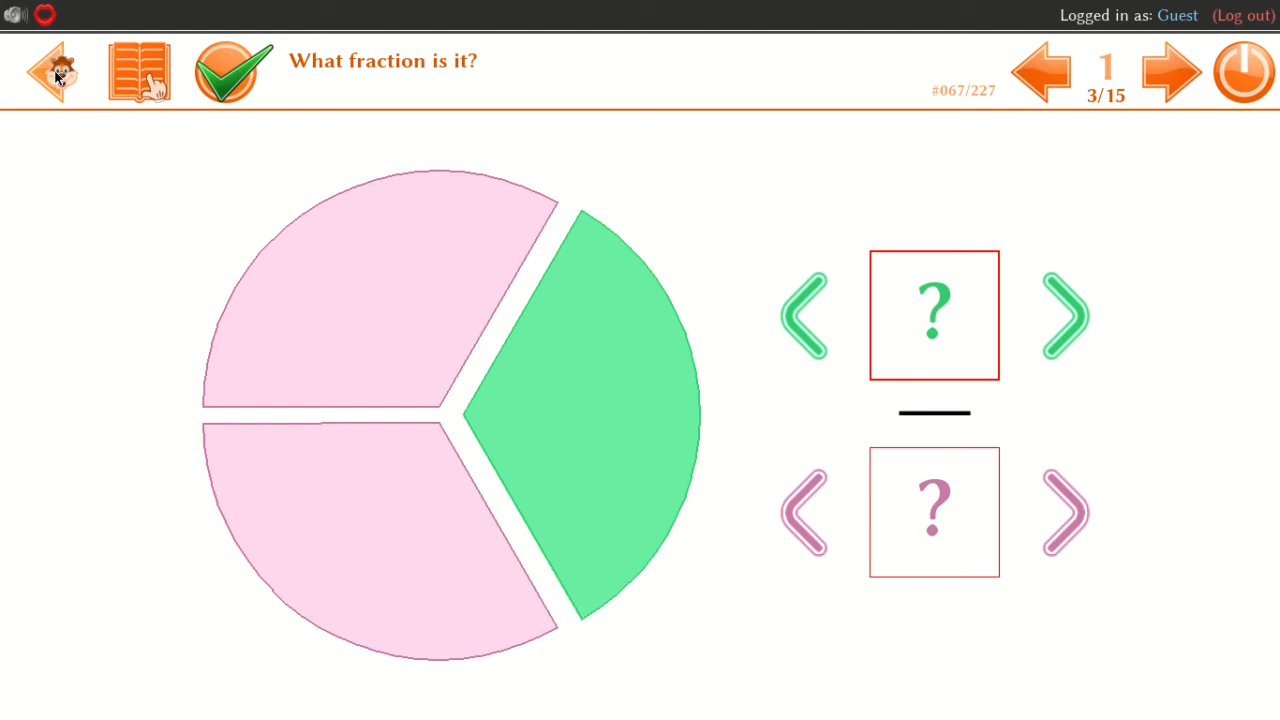 Logged in as: Guest (Log out)
What fraction is it?
#067/227
1
3/15
?
?